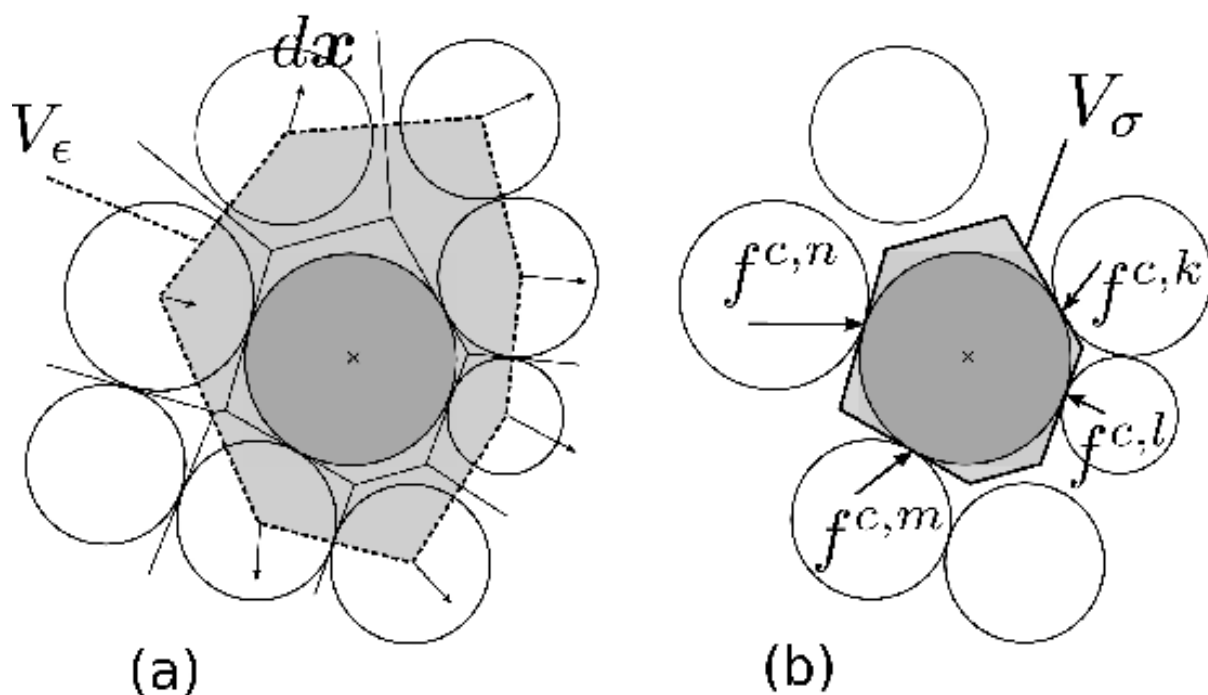 dx
V_ϵ
(a)
V_σ
f^{c,n}
f^{c,k}
f^{c,l}
f^{c,m}
(b)